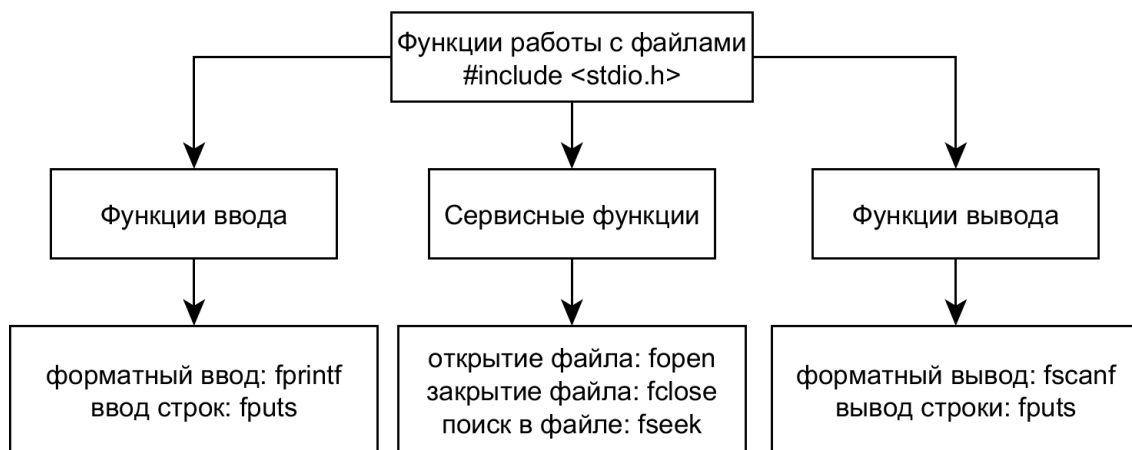 Функции работы с файлами
#include <stdio.h>
Функции ввода
Сервисные функции
Функции вывода
форматный ввод: fprintf
ввод строк: fputs
открытие файла: fopen
закрытие файла: fclose
поиск в файле: fseek
форматный вывод: fscanf
вывод строки: fputs